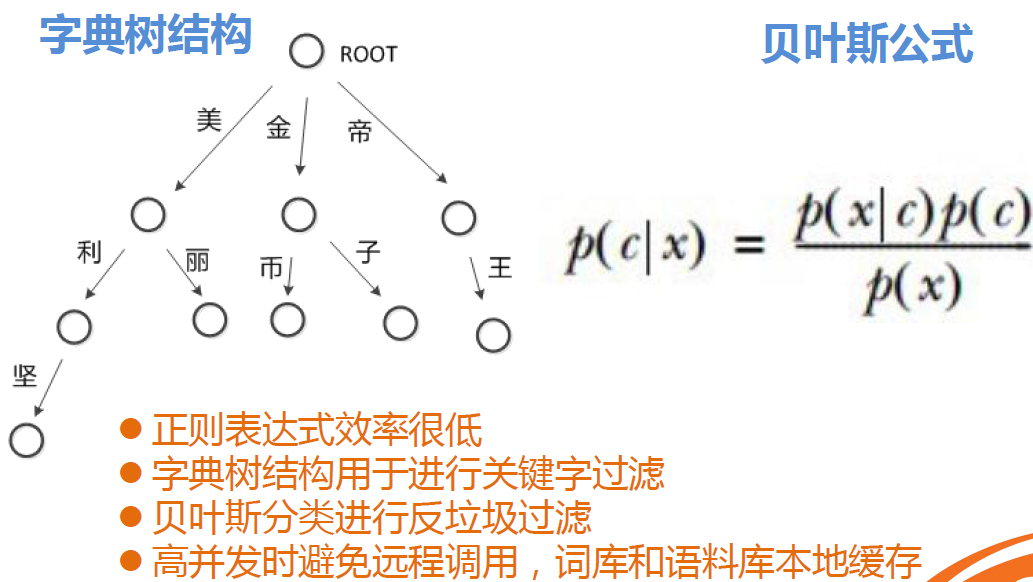 字典树结构
贝叶斯公式
ROOT
美
金
帝
利
丽
币
子
王
坚
p(c|x) = p(x|c)p(c) / p(x)
正则表达式效率很低
字典树结构用于进行关键字过滤
贝叶斯分类进行反垃圾过滤
高并发时避免远程调用，词库和语料库本地缓存